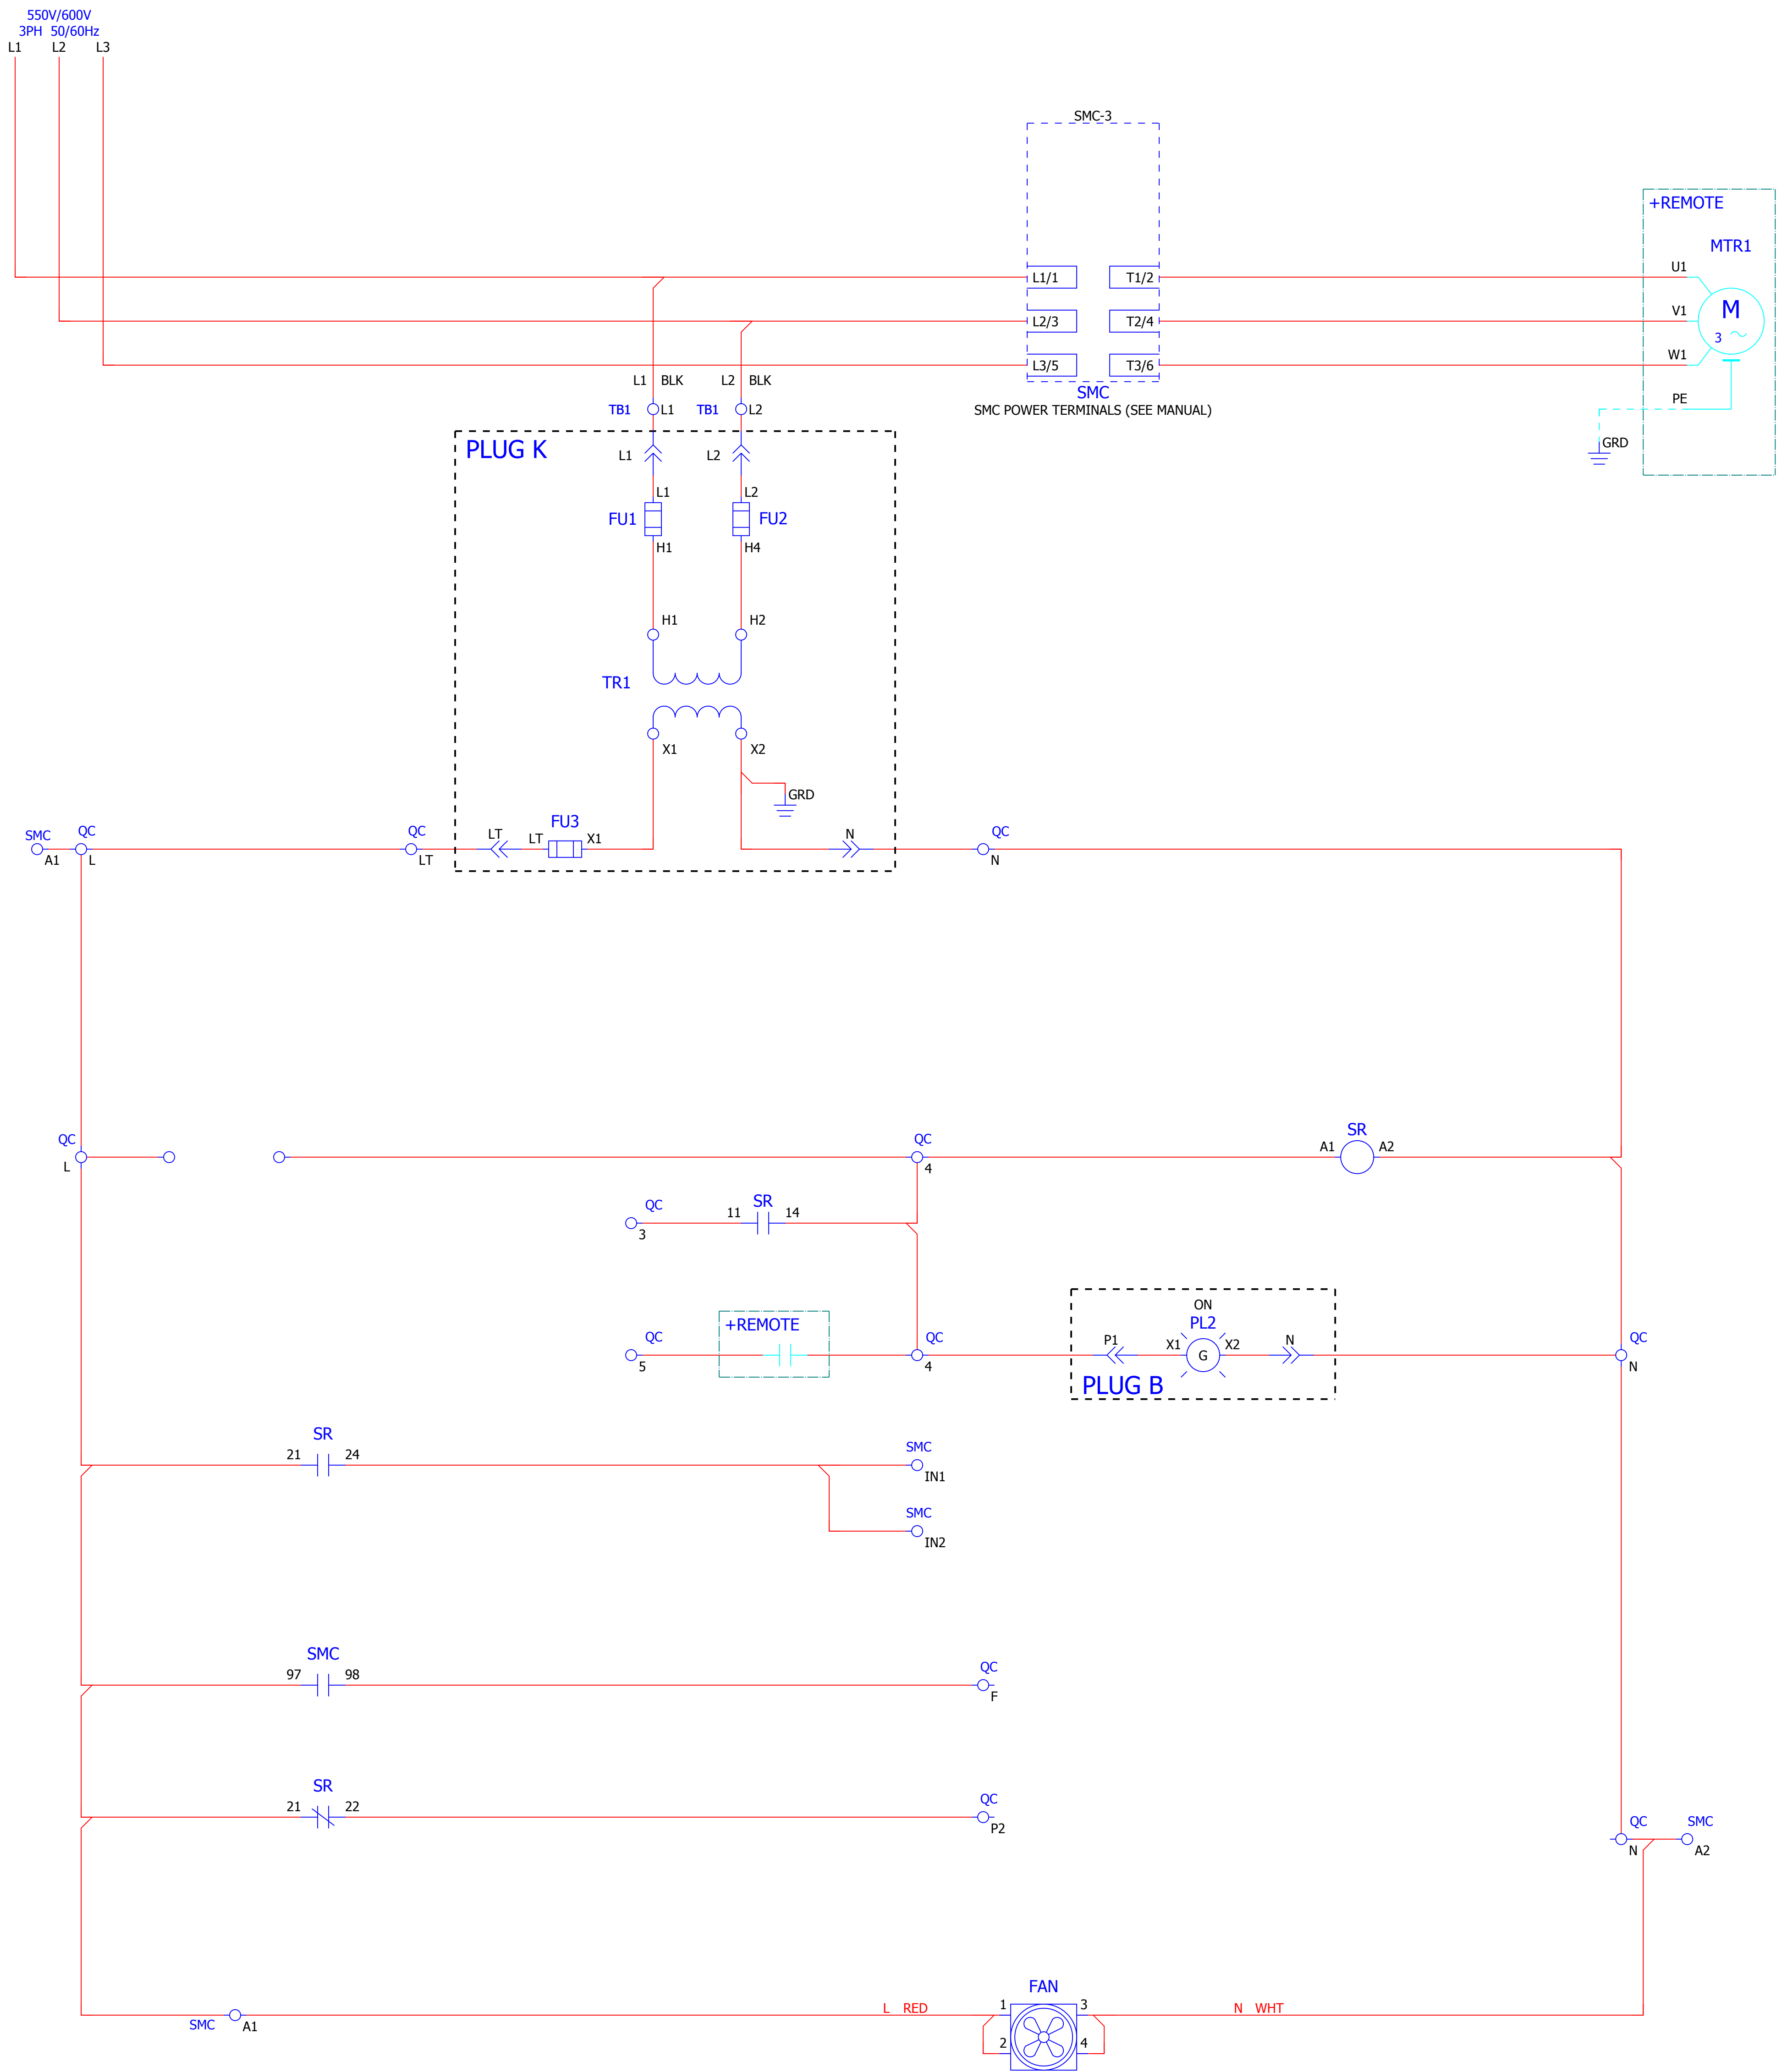 550V/600V
3PH 50/60Hz
L1 L2 L3
SMC-3
+REMOTE
MTR1
L1/1 T1/2 U1
L2/3 T2/4 V1
M
3
L3/5 T3/6 W1
L1 BLK L2 BLK
SMC
PE
TB1 L1 TB1 L2
SMC POWER TERMINALS (SEE MANUAL)
GRD
PLUG K
L1 L2
L1 L2
FU1 FU2
H1 H4
H1 H2
TR1
X1 X2
GRD
FU3
SMC QC QC LT LT X1 N QC
A1 L LT N
QC QC SR
A1 A2
L 4
QC SR
11 14
3
ON
+REMOTE PL2
QC QC P1 X1 G X2 N QC
5 4 N
PLUG B
SR SMC
21 24
IN1
SMC
IN2
SMC QC
97 98
F
SR QC
21 22
P2
QC SMC
N A2
FAN
L RED 1 3 N WHT
SMC A1
2 4